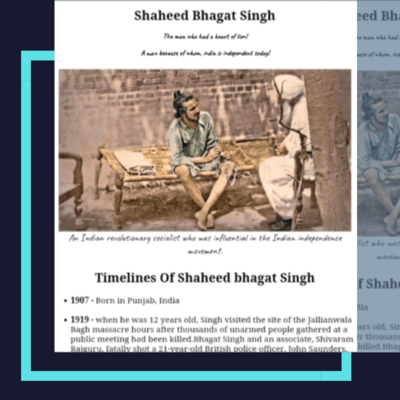 Shaheed Bhagat Singh
The man who had a heart of lion!
A man because of whom, India is independent today!
An Indian revolutionary socialist who was influential in the Indian independence
movement.
Timelines Of Shaheed bhagat Singh
• 1907 - Born in Punjab, India
• 1919 - when he was 12 years old, Singh visited the site of the Jallianwala
Bagh massacre hours after thousands of unarmed people gathered at a
public meeting had been killed.Bhagat Singh and an associate, Shivaram
Rajguru, fatally shot a 21-year-old British police officer, John Saunders,